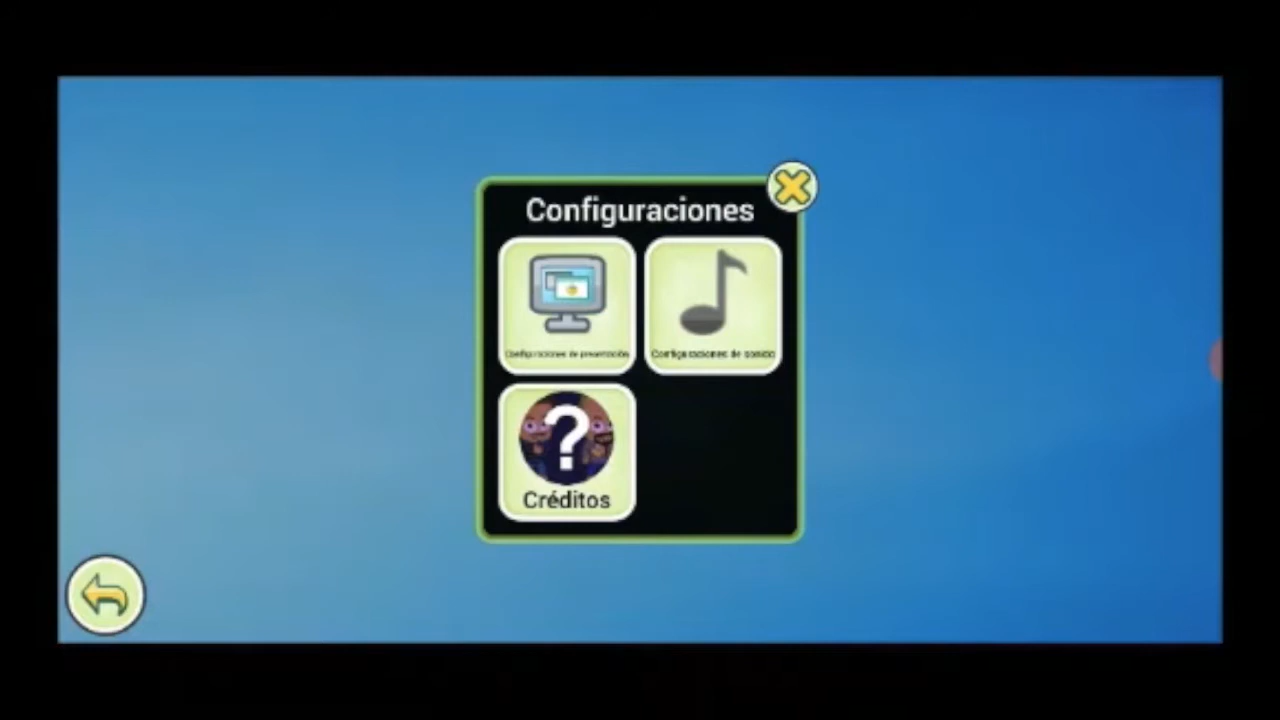 Configuraciones
Configuraciones de presentación
Configuraciones de sonido
?
Créditos